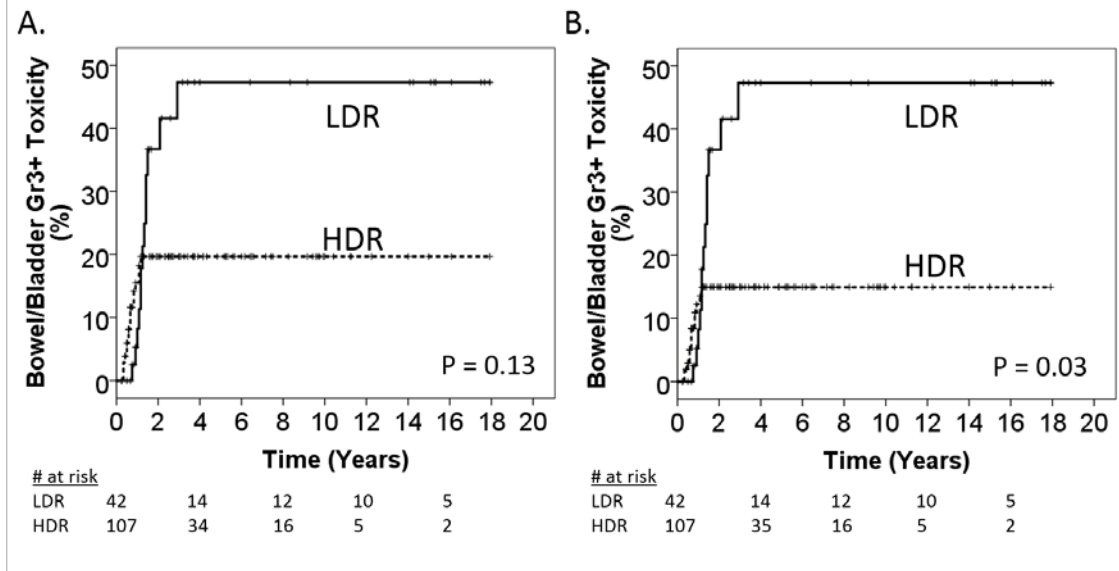 A.
Bowel/Bladder Gr3+ Toxicity
(%)
50
40
30
20
10
0
LDR
HDR
P = 0.13
0 2 4 6 8 10 12 14 16 18 20
Time (Years)
# at risk
LDR 42 14 12 10 5
HDR 107 34 16 5 2
B.
Bowel/Bladder Gr3+ Toxicity
(%)
50
40
30
20
10
0
LDR
HDR
P = 0.03
0 2 4 6 8 10 12 14 16 18 20
Time (Years)
# at risk
LDR 42 14 12 10 5
HDR 107 35 16 5 2